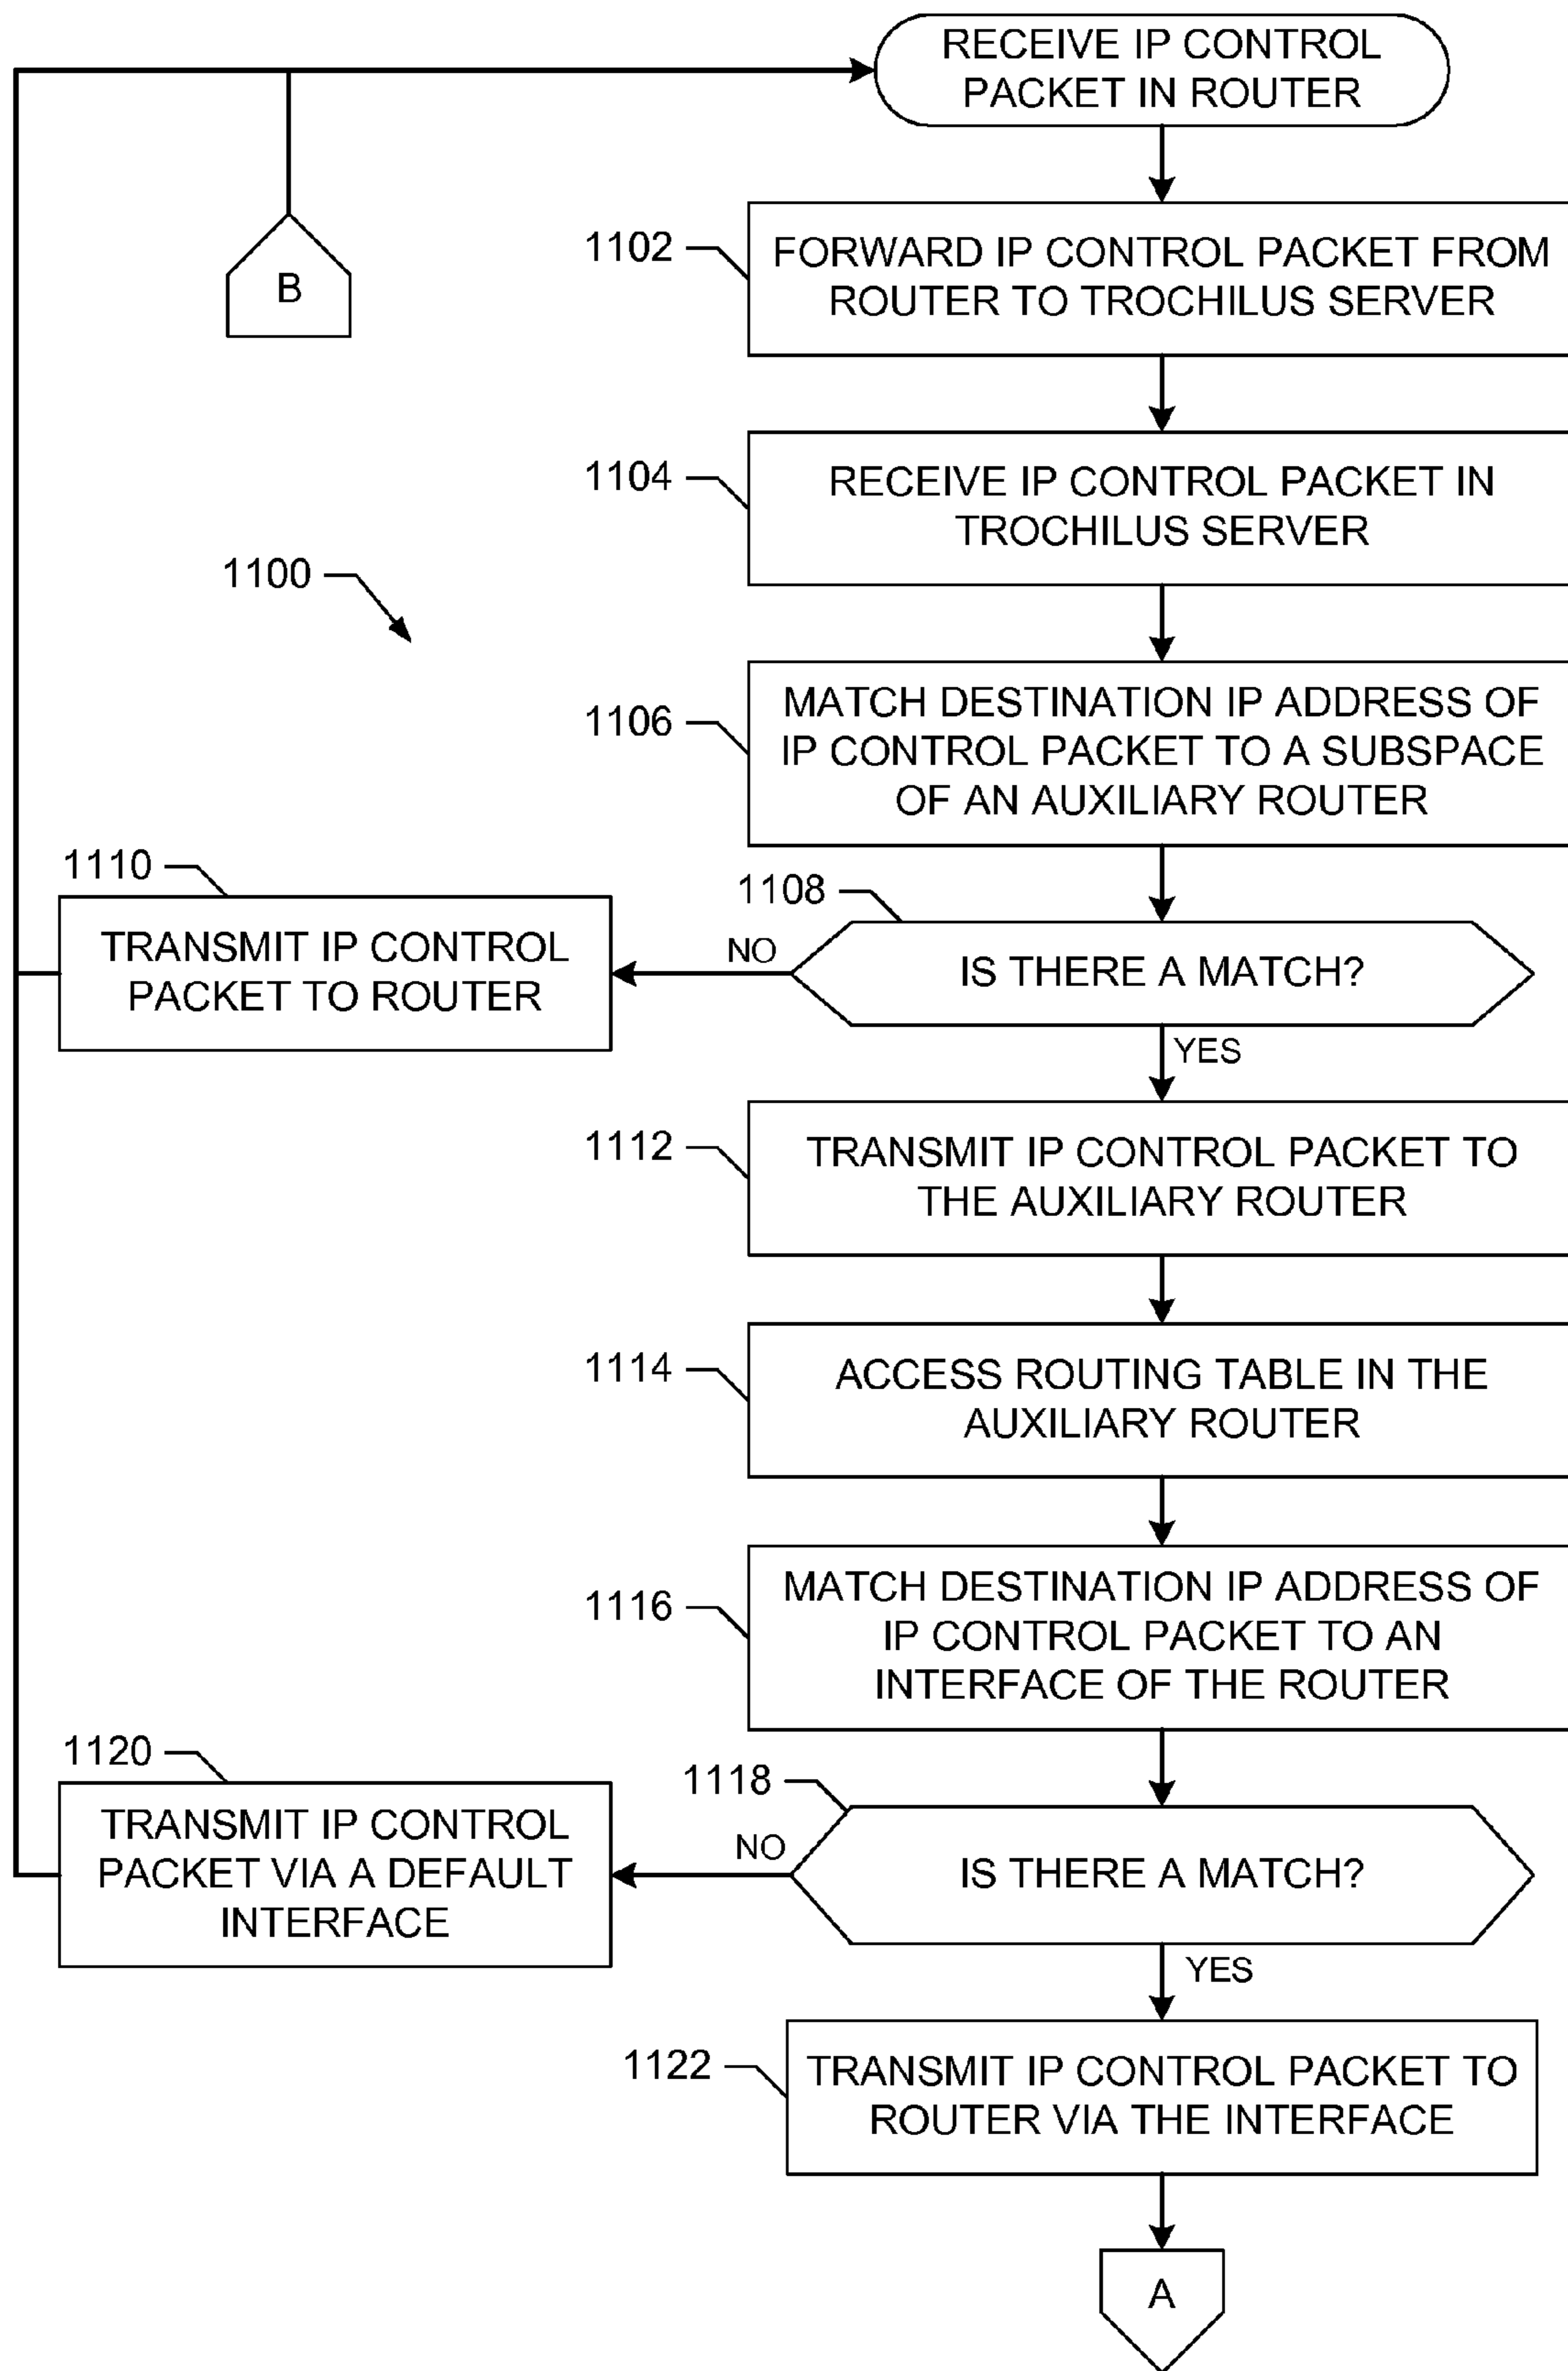 RECEIVE IP CONTROL
PACKET IN ROUTER
B
1102
FORWARD IP CONTROL PACKET FROM
ROUTER TO TROCHILUS SERVER
1104
RECEIVE IP CONTROL PACKET IN
TROCHILUS SERVER
1100
1106
MATCH DESTINATION IP ADDRESS OF
IP CONTROL PACKET TO A SUBSPACE
OF AN AUXILIARY ROUTER
1108
IS THERE A MATCH?
NO
1110
TRANSMIT IP CONTROL
PACKET TO ROUTER
YES
1112
TRANSMIT IP CONTROL PACKET TO
THE AUXILIARY ROUTER
1114
ACCESS ROUTING TABLE IN THE
AUXILIARY ROUTER
1116
MATCH DESTINATION IP ADDRESS OF
IP CONTROL PACKET TO AN
INTERFACE OF THE ROUTER
1118
IS THERE A MATCH?
NO
1120
TRANSMIT IP CONTROL
PACKET VIA A DEFAULT
INTERFACE
YES
1122
TRANSMIT IP CONTROL PACKET TO
ROUTER VIA THE INTERFACE
A